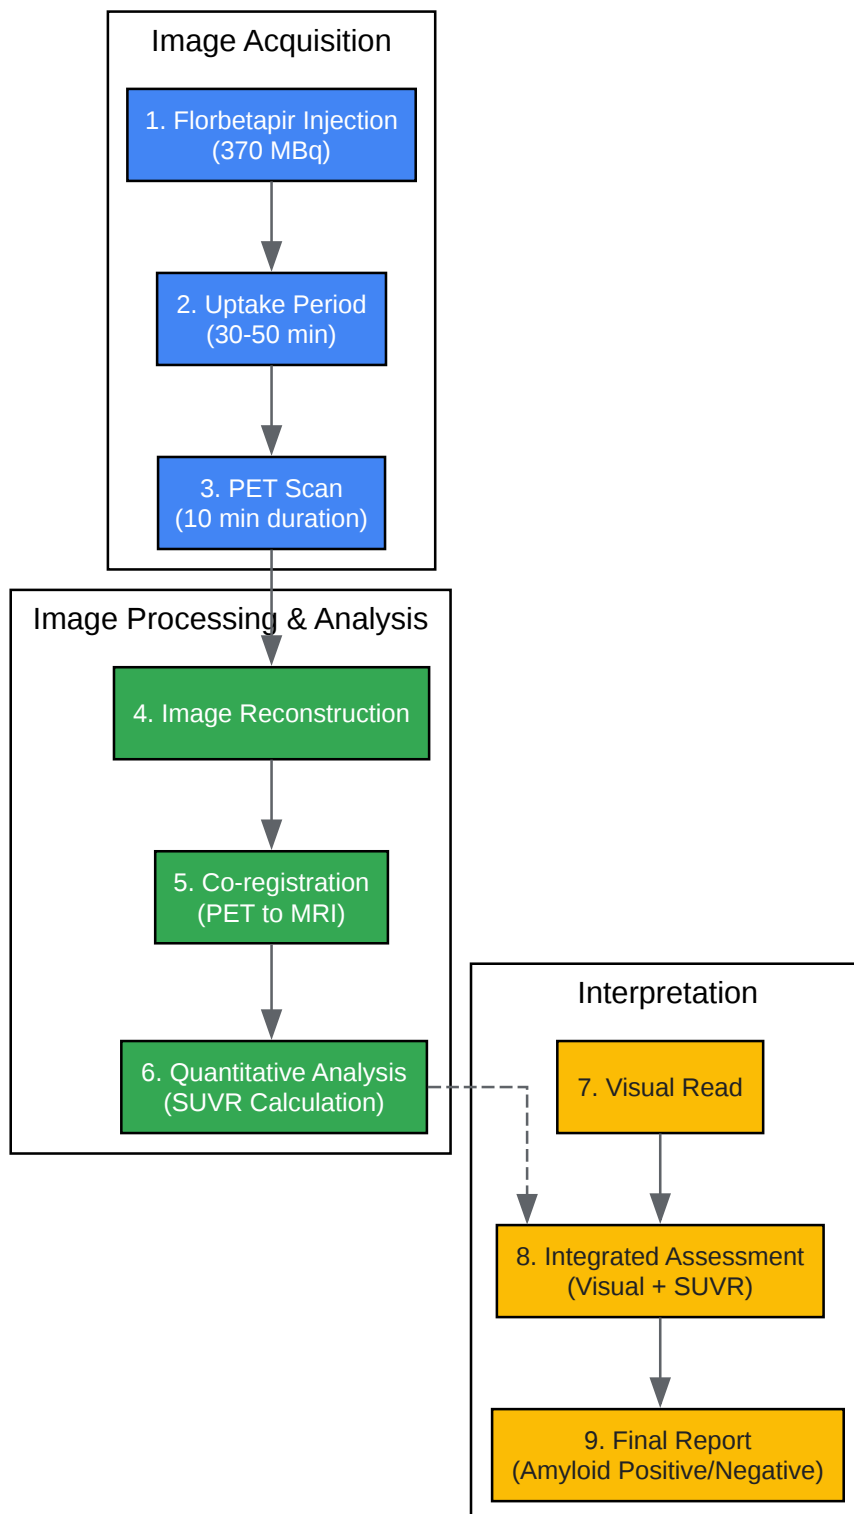 Image Acquisition
1. Florbetapir Injection
(370 MBq)
2. Uptake Period
(30-50 min)
3. PET Scan
(10 min duration)
Image Processing & Analysis
4. Image Reconstruction
5. Co-registration
(PET to MRI)
6. Quantitative Analysis
(SUVR Calculation)
Interpretation
7. Visual Read
8. Integrated Assessment
(Visual + SUVR)
9. Final Report
(Amyloid Positive/Negative)